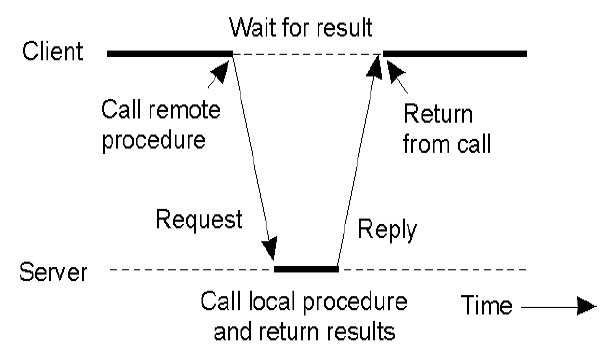 Wait for result
Client
Call remote
procedure
Return
from call
Request
Reply
Server
Call local procedure
and return results
Time